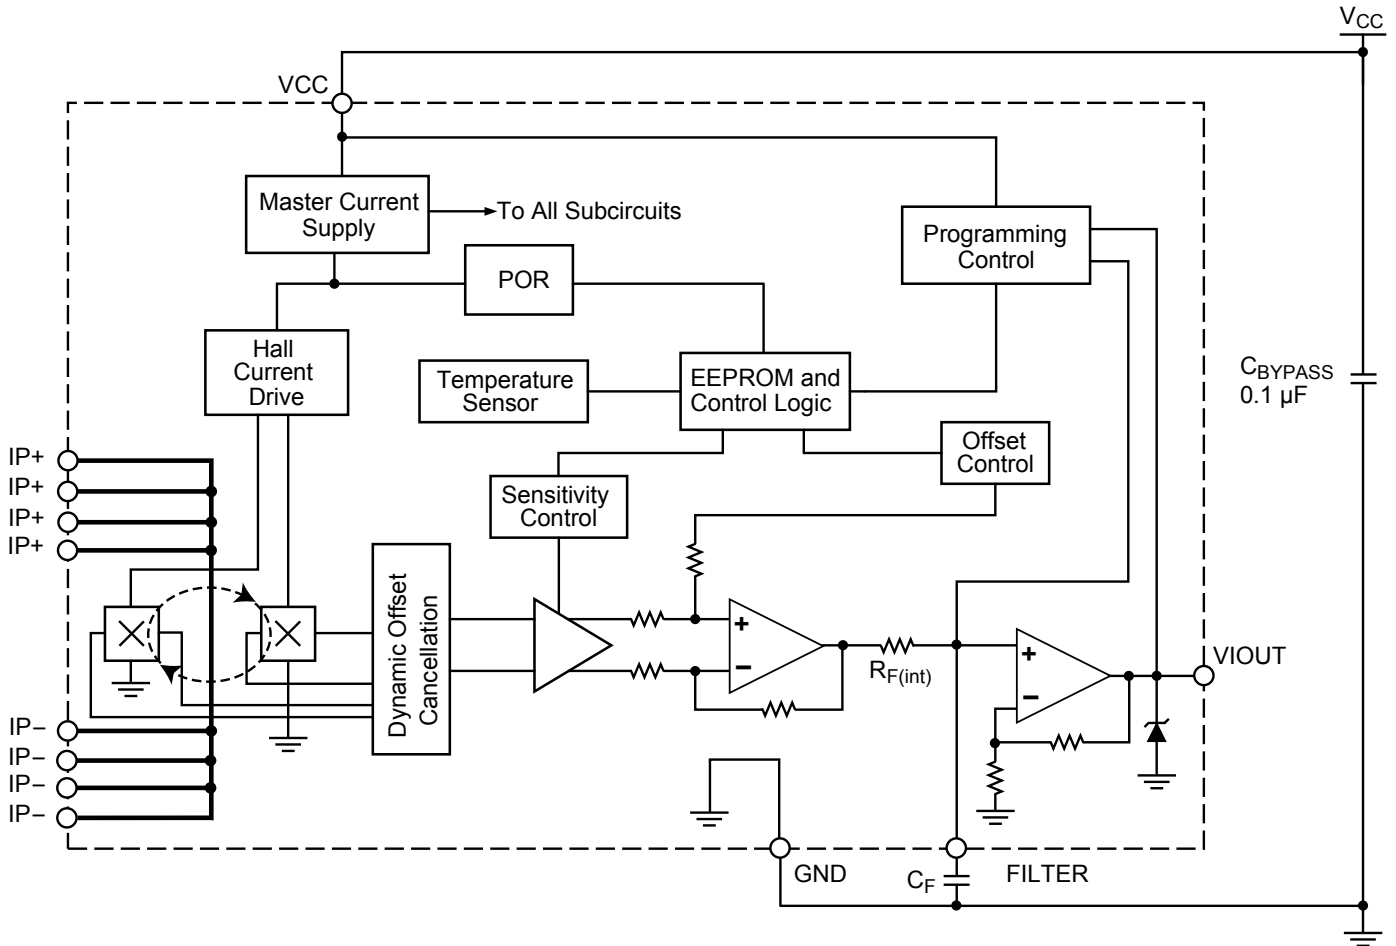 VCC
VCC
Master Current
Supply
To All Subcircuits
Programming
Control
POR
Hall
Current
Drive
Temperature
Sensor
EEPROM and
Control Logic
CBYPASS
0.1 µF
Offset
Control
IP+
IP+
IP+
IP+
Sensitivity
Control
Dynamic Offset
Cancellation
+
−
RF(int)
+
−
VIOUT
IP−
IP−
IP−
IP−
GND
CF
FILTER